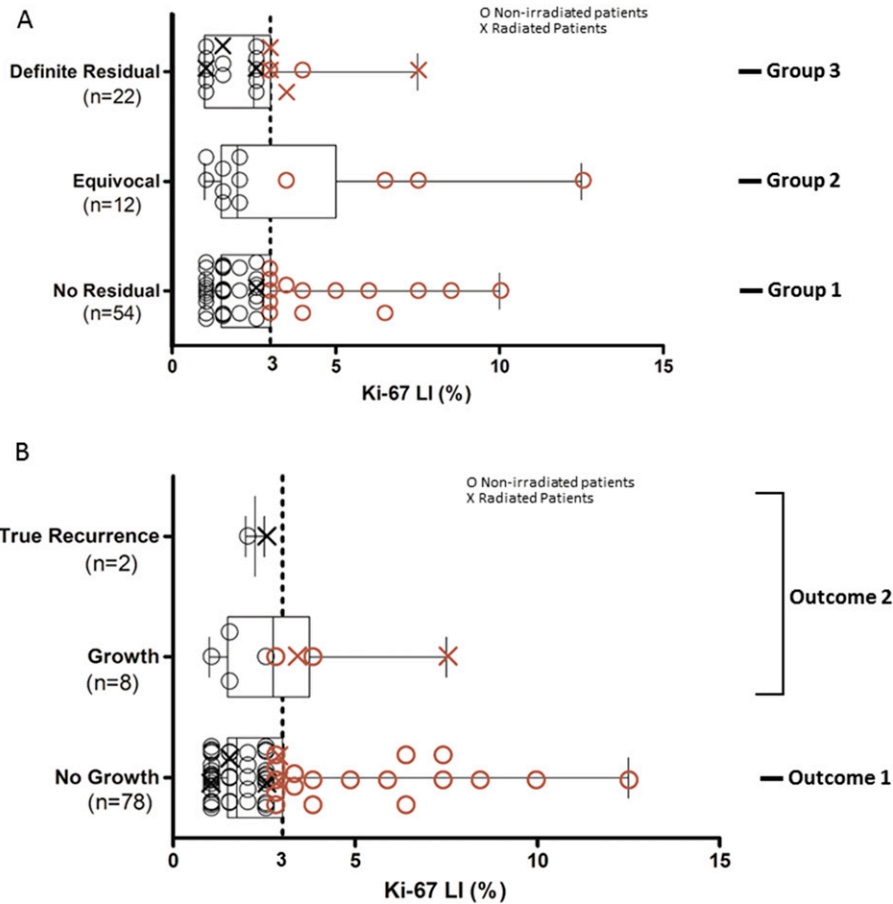 A
O Non-irradiated patients
X Radiated Patients
Definite Residual
(n=22)
Group 3
Equivocal
(n=12)
Group 2
No Residual
(n=54)
Group 1
0 3 5 10 15
Ki-67 LI (%)
B
O Non-irradiated patients
X Radiated Patients
True Recurrence
(n=2)
Outcome 2
Growth
(n=8)
No Growth
(n=78)
Outcome 1
0 3 5 10 15
Ki-67 LI (%)